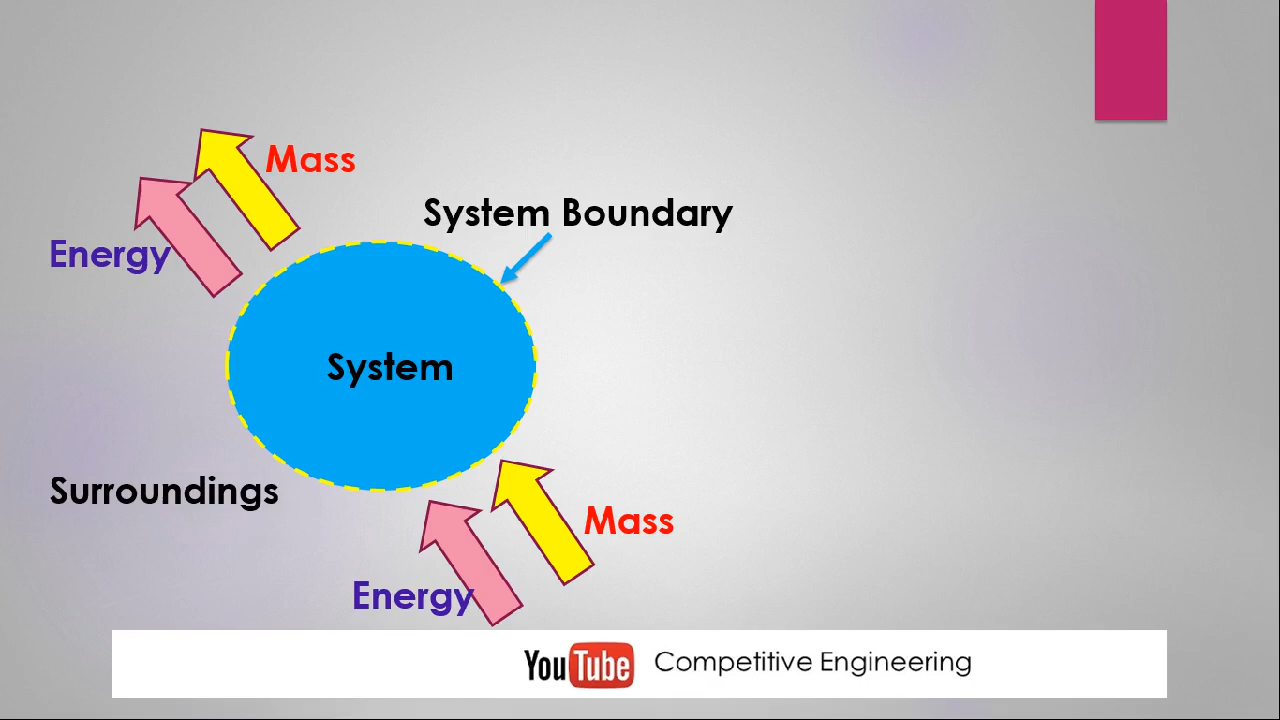 Mass
System Boundary
Energy
System
Surroundings
Mass
Energy
YouTube Competitive Engineering